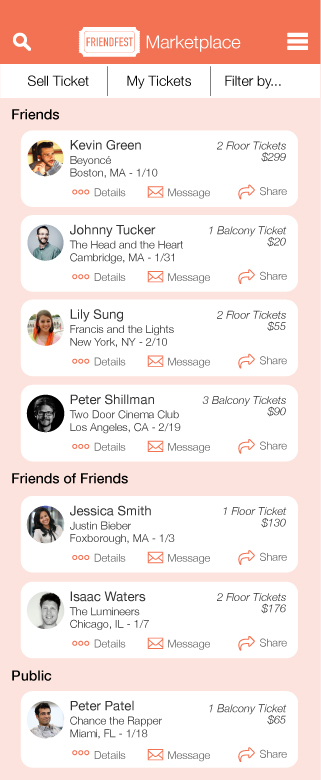 FRIENDFEST Marketplace
Sell Ticket My Tickets Filter by...
Friends
Kevin Green 2 Floor Tickets
Beyoncé $299
Boston, MA - 1/10
Details Message Share
Johnny Tucker 1 Balcony Ticket
The Head and the Heart $20
Cambridge, MA - 1/31
Details Message Share
Lily Sung 2 Floor Tickets
Francis and the Lights $55
New York, NY - 2/10
Details Message Share
Peter Shillman 3 Balcony Tickets
Two Door Cinema Club $90
Los Angeles, CA - 2/19
Details Message Share
Friends of Friends
Jessica Smith 1 Floor Ticket
Justin Bieber $130
Foxborough, MA - 1/3
Details Message Share
Isaac Waters 2 Floor Tickets
The Lumineers $176
Chicago, IL - 1/7
Details Message Share
Public
Peter Patel 1 Balcony Ticket
Chance the Rapper $65
Miami, FL - 1/18
Details Message Share